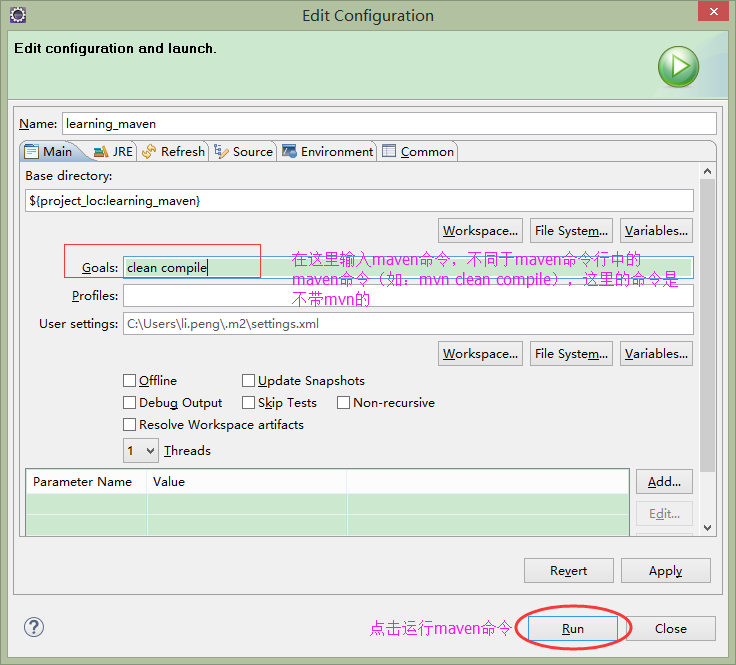 Edit Configuration
Edit configuration and launch.
Name: learning_maven
Main JRE Refresh Source Environment Common
Base directory:
${project_loc:learning_maven}
Workspace... File System... Variables...
Goals: clean compile
在这里输入maven命令，不同于maven命令行中的
maven命令（如：mvn clean compile），这里的命令是
不带mvn的
Profiles:
User settings: C:\Users\li.peng\.m2\settings.xml
Workspace... File System... Variables...
Offline Update Snapshots
Debug Output Skip Tests Non-recursive
Resolve Workspace artifacts
1 Threads
Parameter Name Value
Add...
Edit...
Revert Apply
点击运行maven命令 Run Close